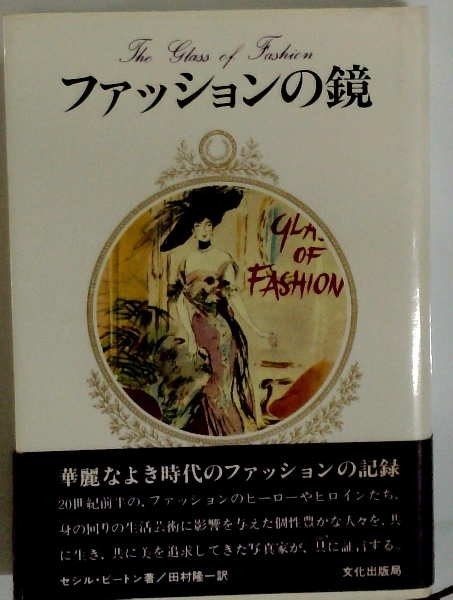 The Glass of Fashion
ファッションの鏡
GLA.
OF
FASHION
華麗なよき時代のファッションの記録
20世紀前半の、ファッションのヒーローやヒロインたち、
身の回りの生活芸術に影響を与えた個性豊かな人々を、共
に生き、共に美を追求してきた写真家が、共に証言する。
セシル・ビートン著/田村隆一訳
文化出版局